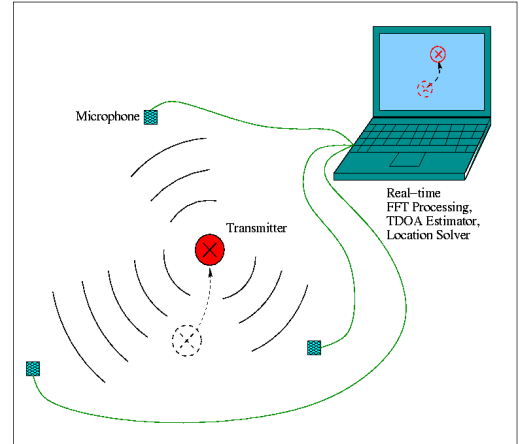 Microphone
Transmitter
Real-time
FFT Processing,
TDOA Estimator,
Location Solver